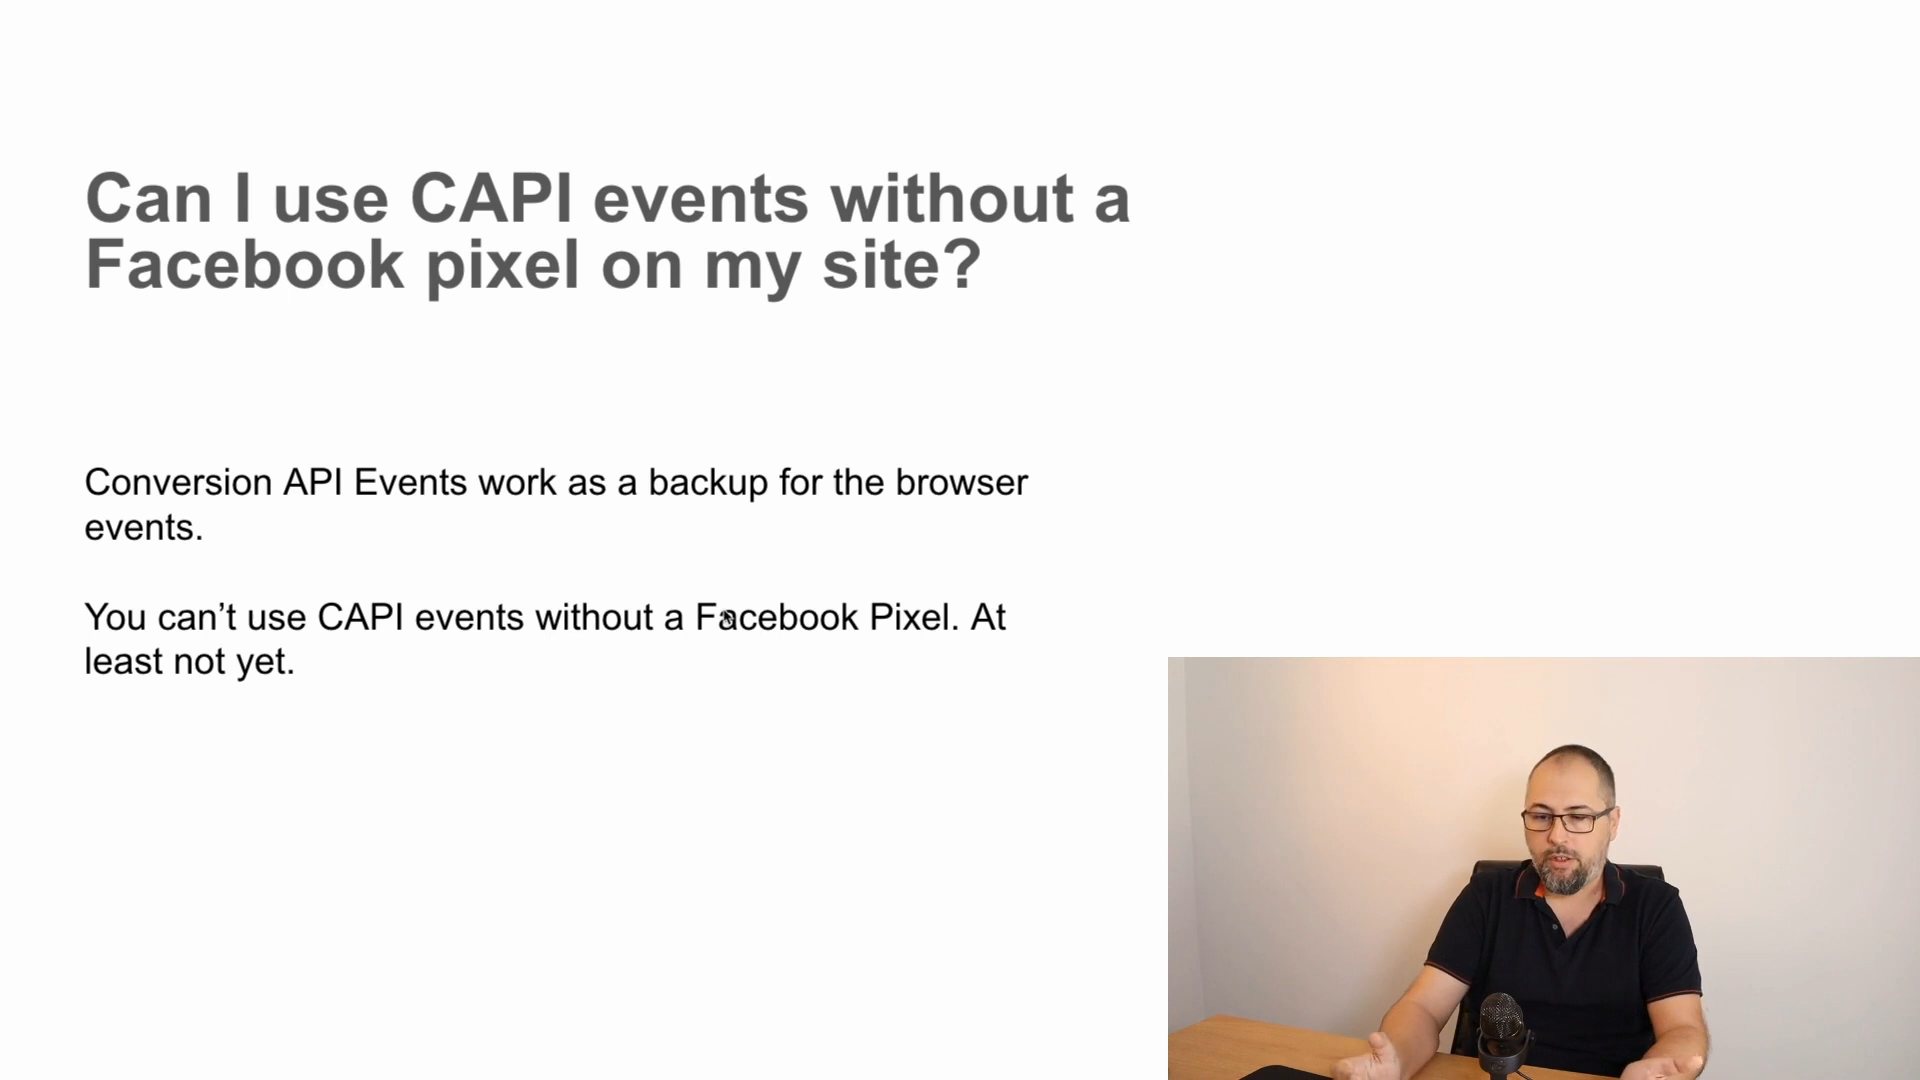 Can I use CAPI events without a
Facebook pixel on my site?
Conversion API Events work as a backup for the browser
events.
You can’t use CAPI events without a Facebook Pixel. At
least not yet.